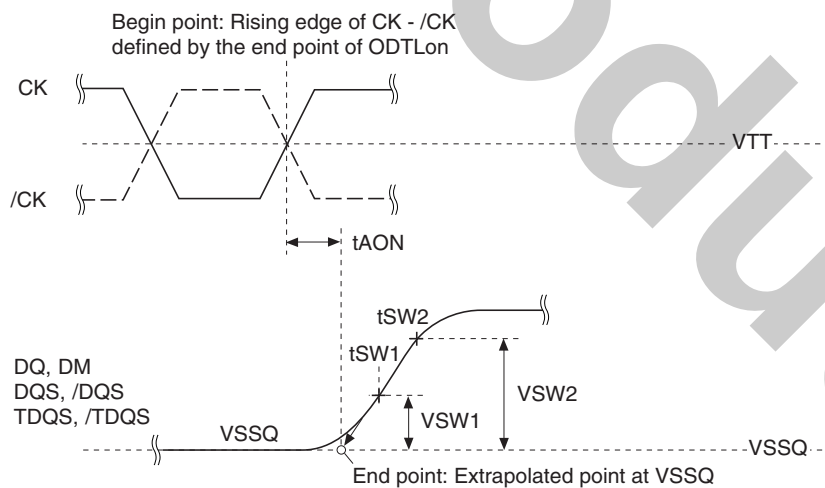 Begin point: Rising edge of CK - /CK
defined by the end point of ODTLon
CK
VTT
/CK
tAON
tSW2
tSW1
DQ, DM
DQS, /DQS
TDQS, /TDQS
VSW2
VSW1
VSSQ
VSSQ
End point: Extrapolated point at VSSQ